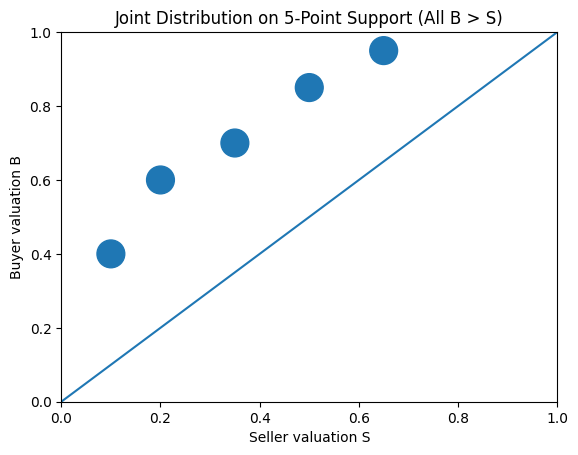 Joint Distribution on 5-Point Support (All B > S)
1.0
0.8
0.6
0.4
0.2
0.0
Buyer valuation B
0.0 0.2 0.4 0.6 0.8 1.0
Seller valuation S